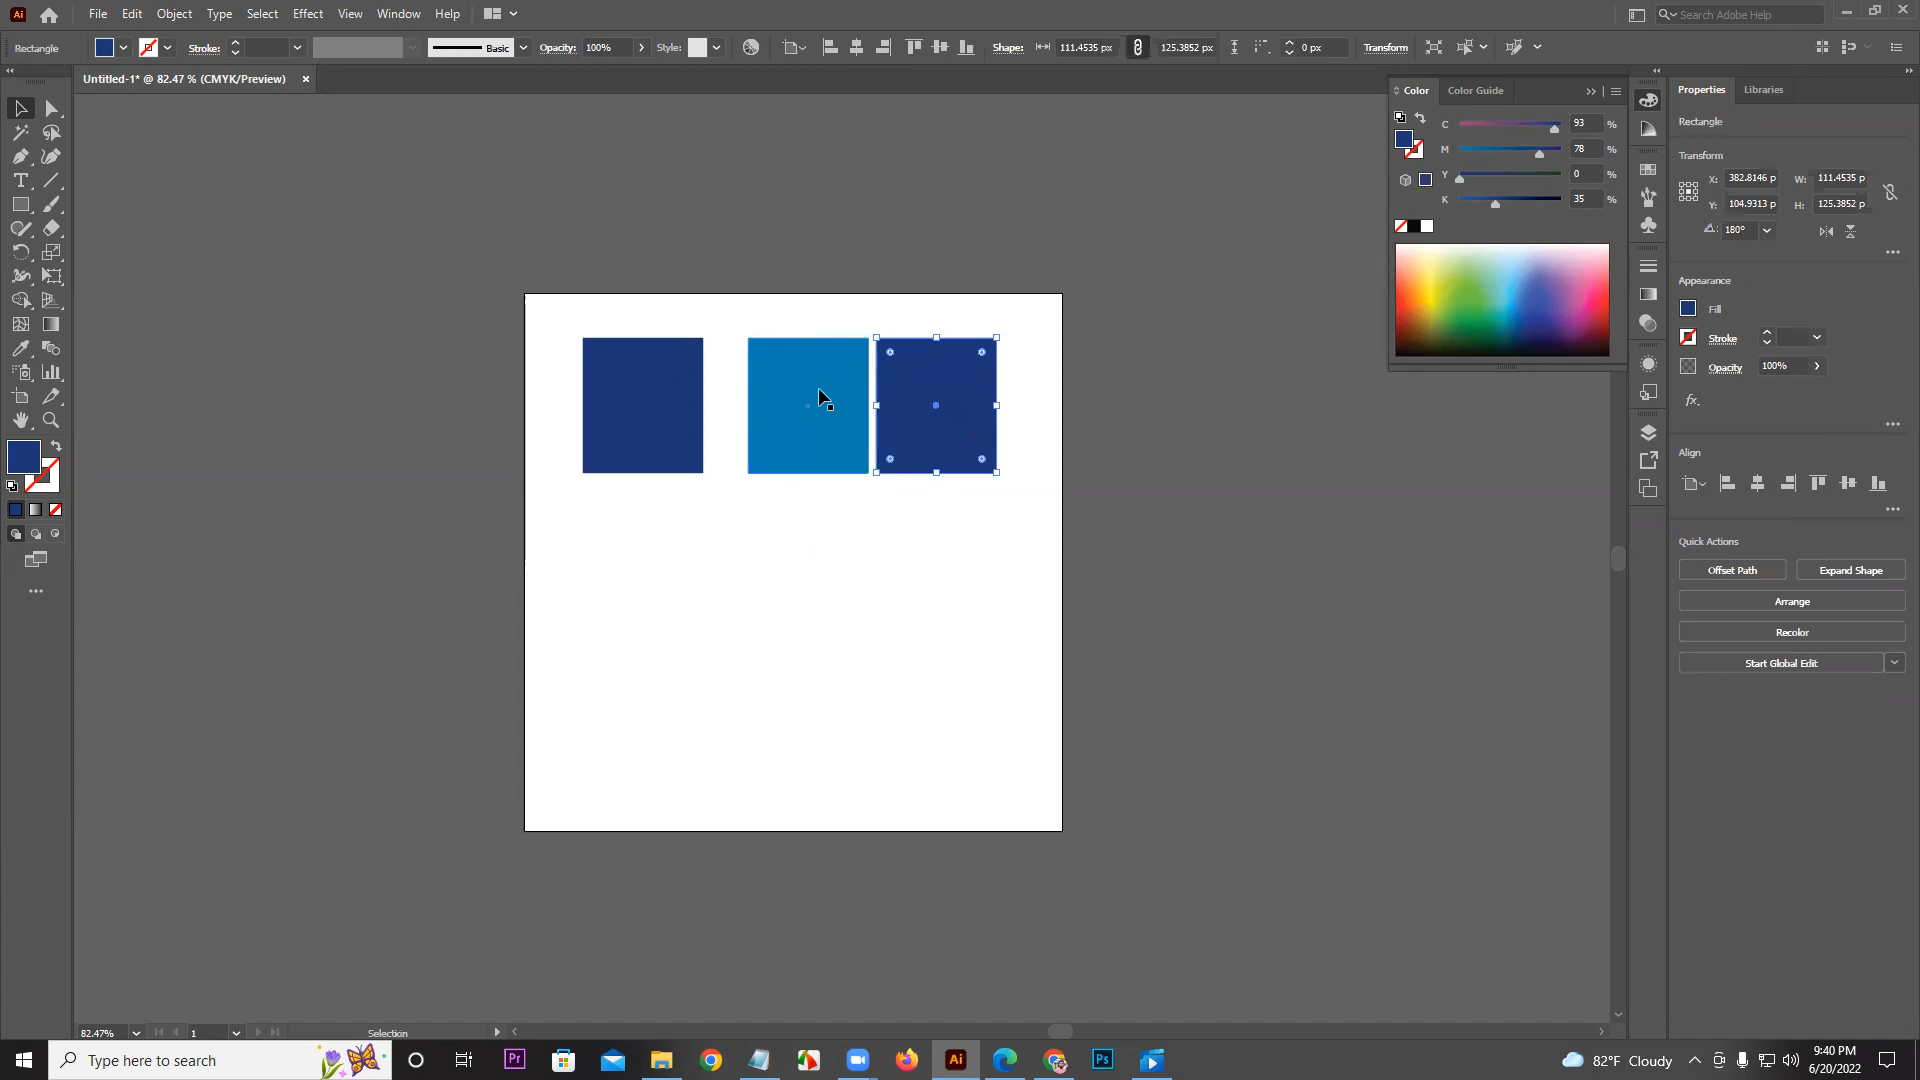 Ai File Edit Object Type Select Effect View Window Help Search Adobe Help
Rectangle Stroke: Basic Opacity: 100% Style: Shape: 111.4535 px 125.3852 px 0 px Transform
Untitled-1* @ 82.47 % (CMYK/Preview) ×
Color Color Guide
C 93 %
M 78 %
Y 0 %
K 35 %
Properties Libraries
Rectangle
Transform
X: 382.8146 p W: 111.4535 p
Y: 104.9313 p H: 125.3852 p
180°
Appearance
Fill
Stroke
Opacity 100%
fx.
Align
Quick Actions
Offset Path Expand Shape
Arrange
Recolor
Start Global Edit
82.47% 1 Selection
Type here to search Pr Ai Ps 82°F Cloudy
9:40 PM
6/20/2022